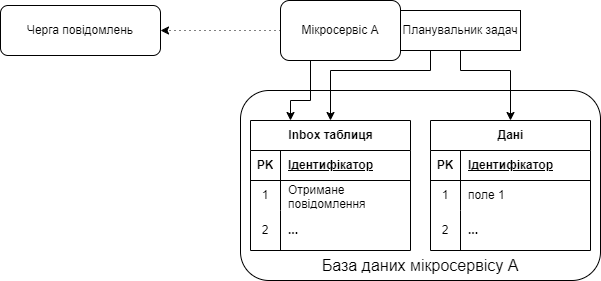 Черга повідомлень
Мікросервіс А
Планувальник задач
Inbox таблиця
PK Ідентифікатор
1 Отримане
повідомлення
2 ...
Дані
PK Ідентифікатор
1 поле 1
2 ...
База даних мікросервісу А